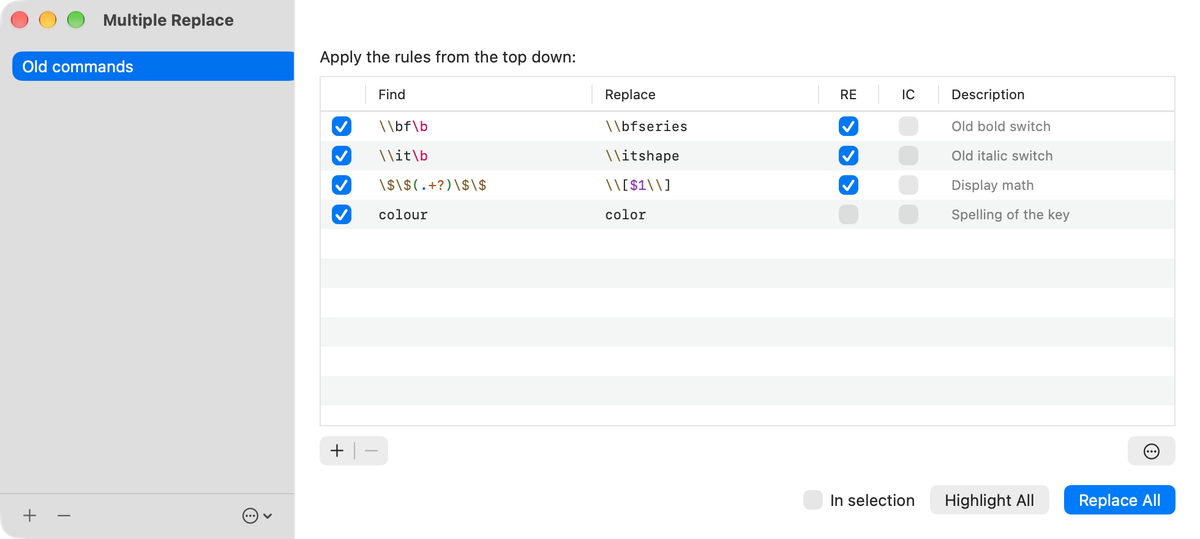 Multiple Replace
Old commands
Apply the rules from the top down:
Find Replace RE IC Description
\\bf\b \\bfseries Old bold switch
\\it\b \\itshape Old italic switch
\$\$(.+?)\$\$ \\[$1\\] Display math
colour color Spelling of the key
In selection Highlight All Replace All